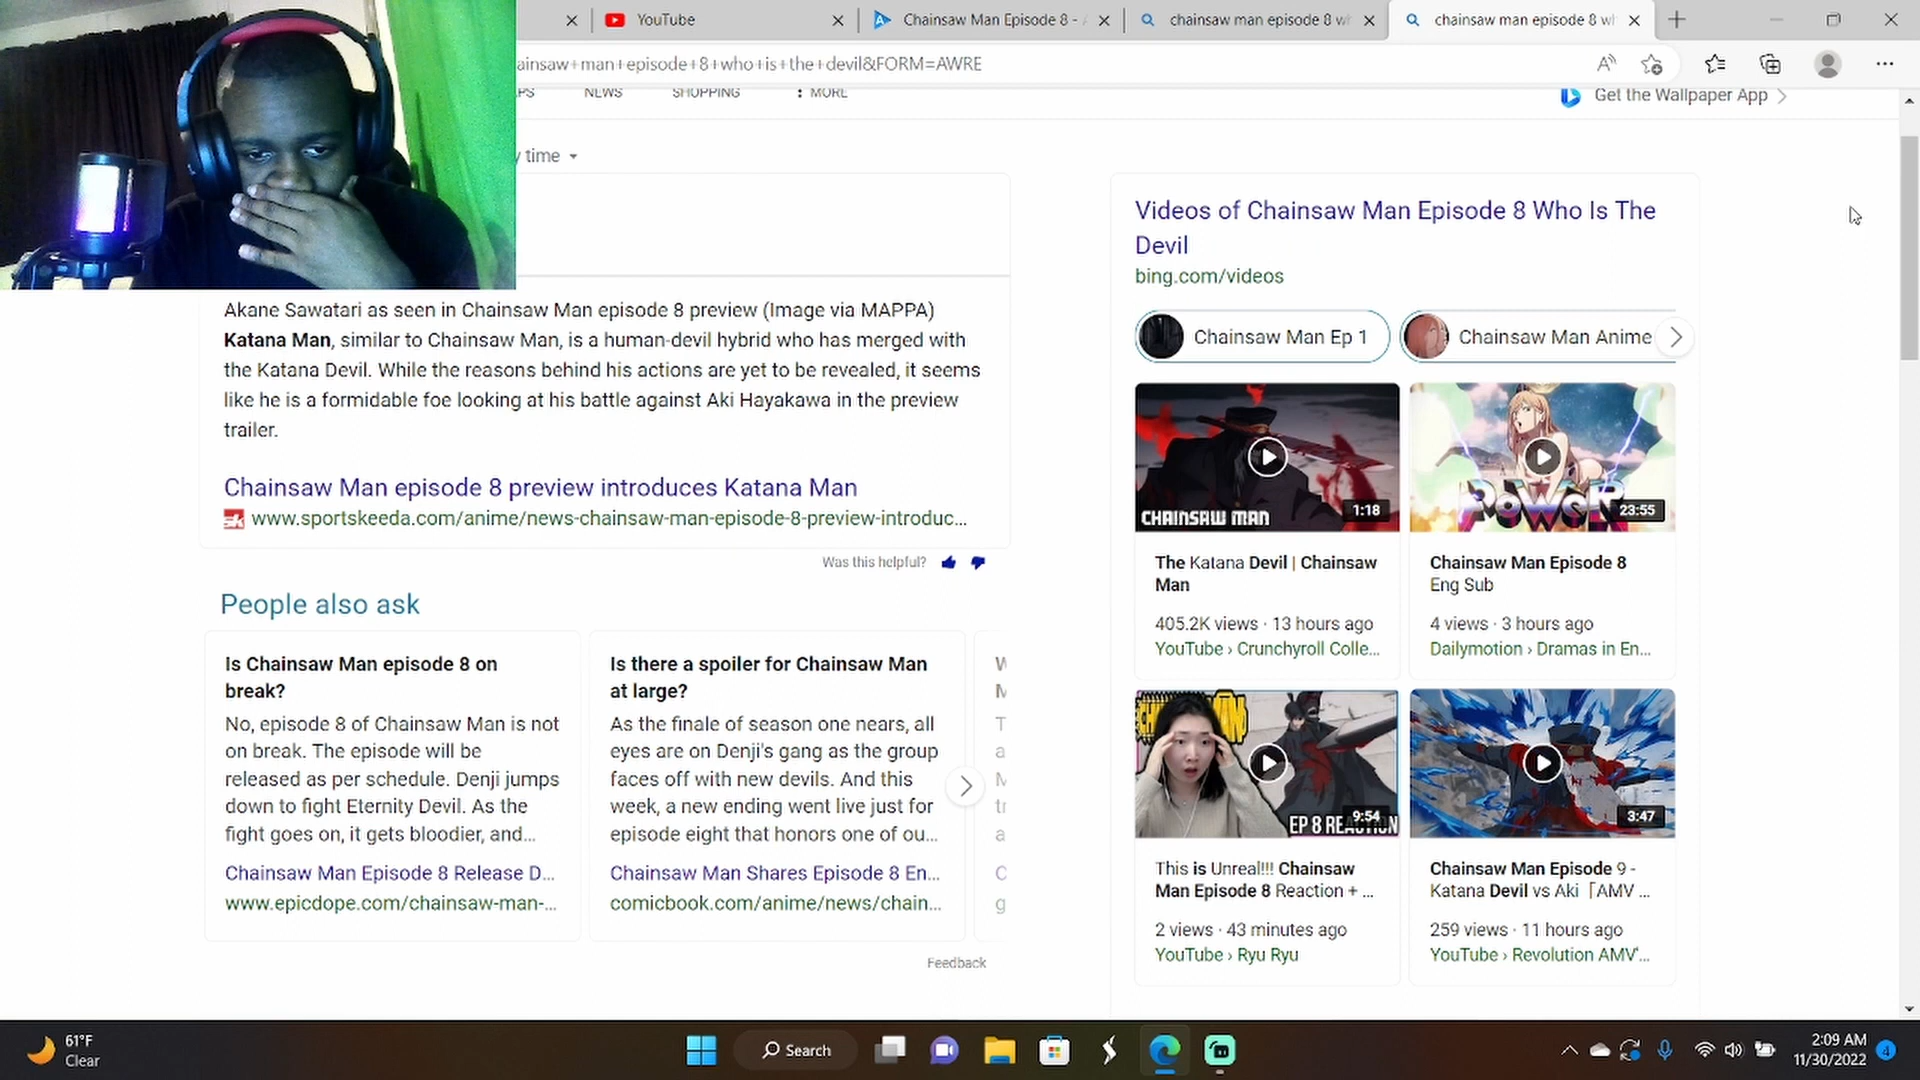 YouTube
Chainsaw Man Episode 8 -
chainsaw man episode 8 wh
chainsaw man episode 8 wh
ainsaw+man+episode+8+who+is+the+devil&FORM=AWRE
NEWS
SHOPPING
MORE
Get the Wallpaper App
time
Akane Sawatari as seen in Chainsaw Man episode 8 preview (Image via MAPPA)
Katana Man, similar to Chainsaw Man, is a human-devil hybrid who has merged with
the Katana Devil. While the reasons behind his actions are yet to be revealed, it seems
like he is a formidable foe looking at his battle against Aki Hayakawa in the preview
trailer.
Chainsaw Man episode 8 preview introduces Katana Man
sk www.sportskeeda.com/anime/news-chainsaw-man-episode-8-preview-introduc...
Was this helpful?
People also ask
Is Chainsaw Man episode 8 on
break?
No, episode 8 of Chainsaw Man is not
on break. The episode will be
released as per schedule. Denji jumps
down to fight Eternity Devil. As the
fight goes on, it gets bloodier, and...
Chainsaw Man Episode 8 Release D...
www.epicdope.com/chainsaw-man-...
Is there a spoiler for Chainsaw Man
at large?
As the finale of season one nears, all
eyes are on Denji's gang as the group
faces off with new devils. And this
week, a new ending went live just for
episode eight that honors one of ou...
Chainsaw Man Shares Episode 8 En...
comicbook.com/anime/news/chain...
Feedback
Videos of Chainsaw Man Episode 8 Who Is The
Devil
bing.com/videos
Chainsaw Man Ep 1
Chainsaw Man Anime
CHAINSAW MAN
1:18
The Katana Devil | Chainsaw
Man
405.2K views · 13 hours ago
YouTube › Crunchyroll Colle...
POWER
23:55
Chainsaw Man Episode 8
Eng Sub
4 views · 3 hours ago
Dailymotion › Dramas in En...
9:54
EP 8 REACTION
This is Unreal!!! Chainsaw
Man Episode 8 Reaction + ...
2 views · 43 minutes ago
YouTube › Ryu Ryu
3:47
Chainsaw Man Episode 9 -
Katana Devil vs Aki「AMV ...
259 views · 11 hours ago
YouTube › Revolution AMV'...
61°F
Clear
Search
2:09 AM
11/30/2022
4